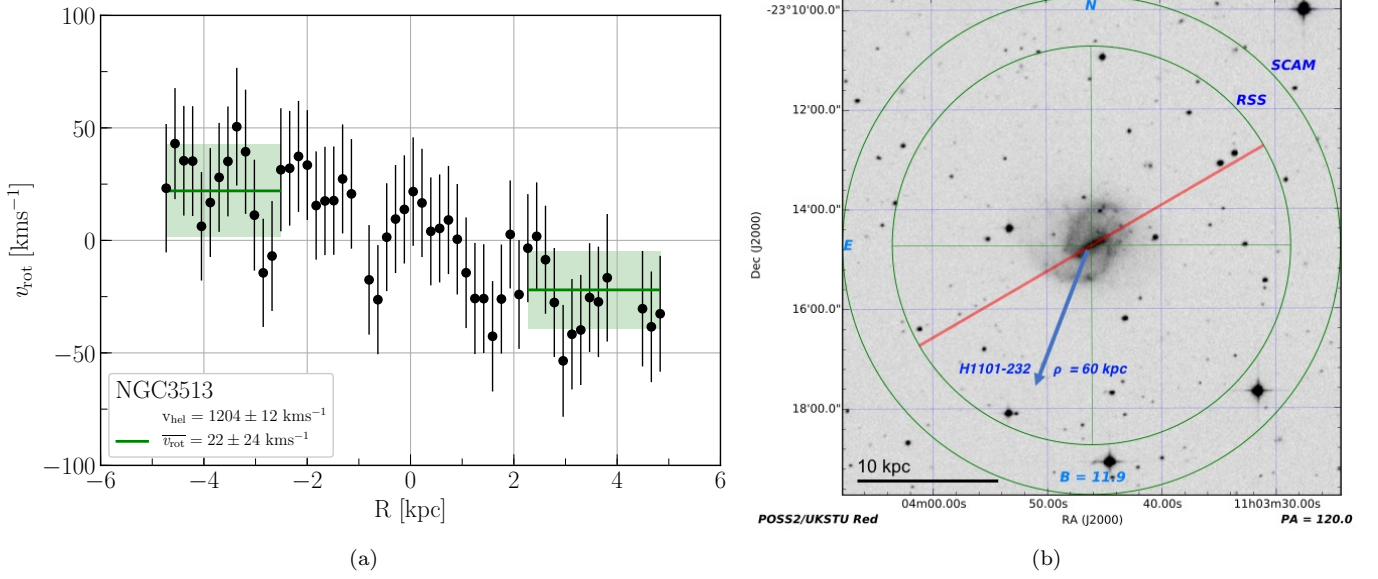 100
50
0
−50
−100
v_rot [kms⁻¹]
NGC3513
v_hel = 1204 ± 12 kms⁻¹
v̅_rot = 22 ± 24 kms⁻¹
−6 −4 −2 0 2 4 6
R [kpc]
(a)
-23°10'00.0"
12'00.0"
14'00.0"
16'00.0"
18'00.0"
Dec (J2000)
N
SCAM
RSS
E
H1101-232 ρ = 60 kpc
10 kpc
B = 11.9
04m00.00s 50.00s 40.00s 11h03m30.00s
POSS2/UKSTU Red RA (J2000) PA = 120.0
(b)